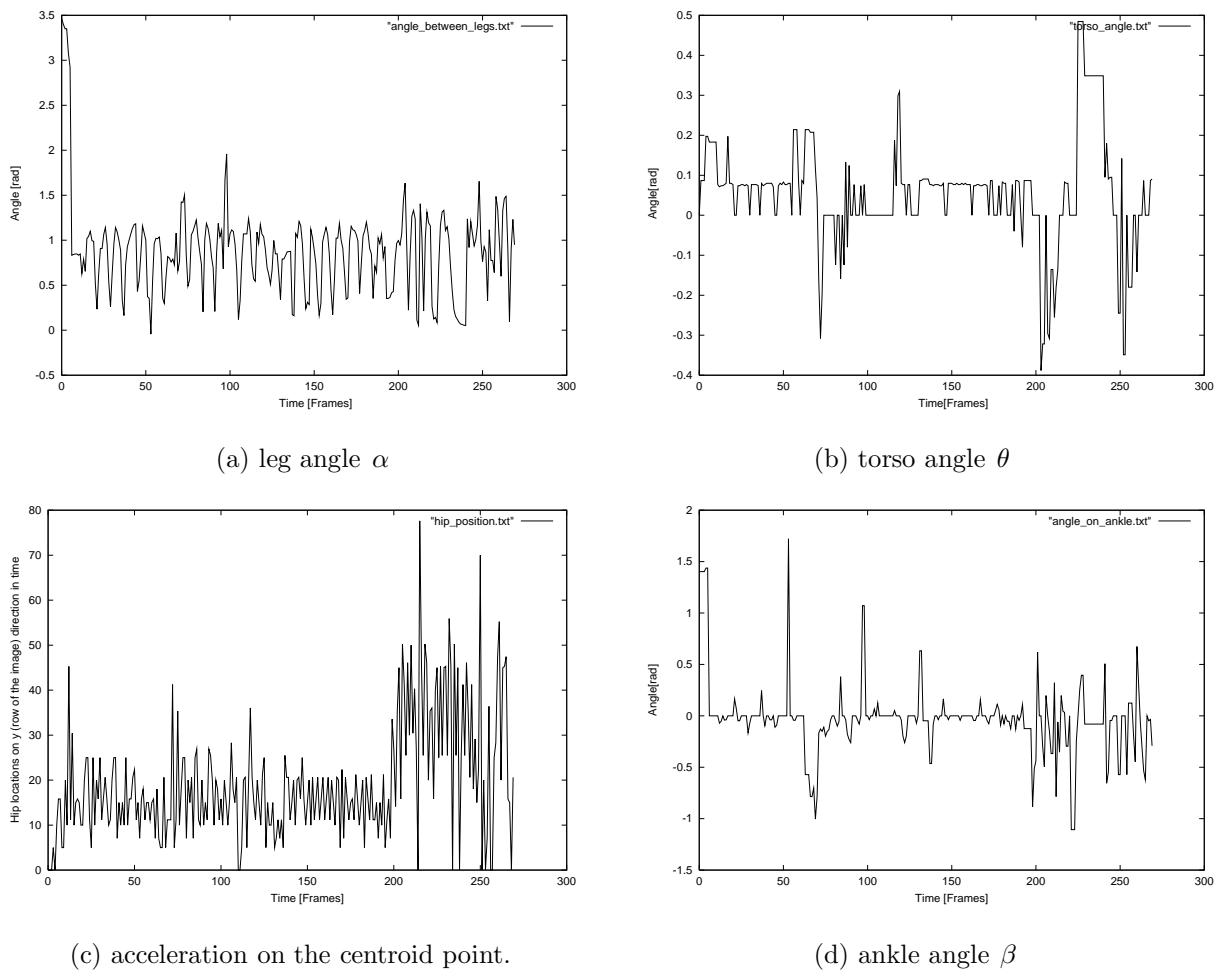 3.5
3
2.5
2
1.5
1
0.5
0
-0.5
0 50 100 150 200 250 300
Angle [rad]
Time [Frames]
"angle_between_legs.txt"
(a) leg angle α
0.5
0.4
0.3
0.2
0.1
0
-0.1
-0.2
-0.3
-0.4
0 50 100 150 200 250 300
Angle[rad]
Time[Frames]
"torso_angle.txt"
(b) torso angle θ
80
70
60
50
40
30
20
10
0
0 50 100 150 200 250 300
Hip locations on y (row of the image) direction in time
Time [Frames]
"hip_position.txt"
(c) acceleration on the centroid point.
2
1.5
1
0.5
0
-0.5
-1
-1.5
0 50 100 150 200 250 300
Angle[rad]
Time [Frames]
"angle_on_ankle.txt"
(d) ankle angle β